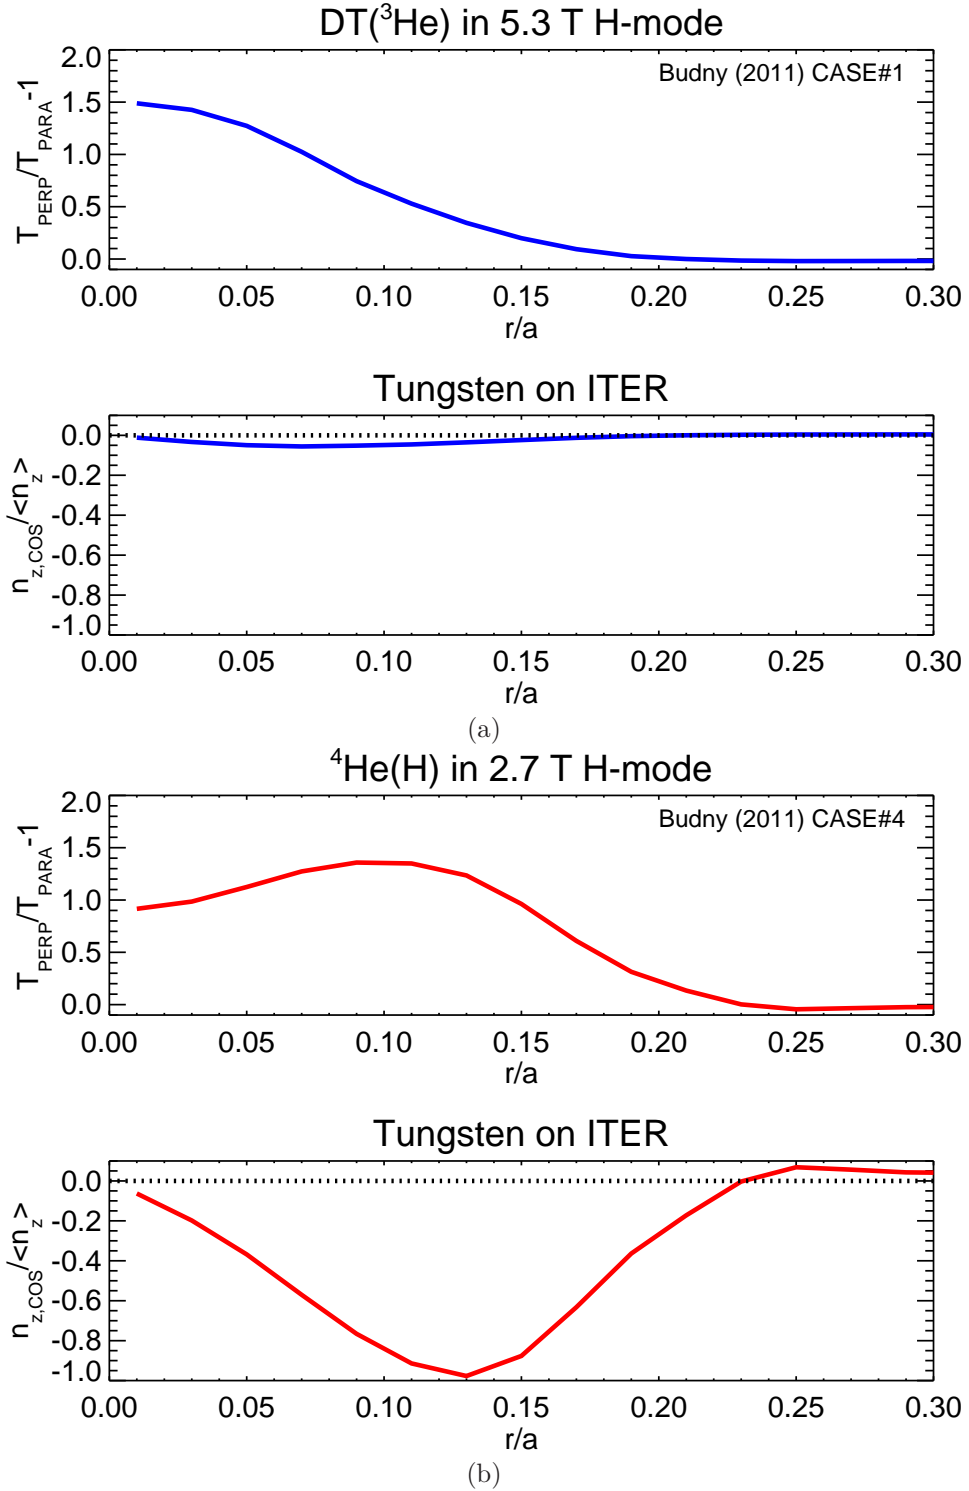 DT(³He) in 5.3 T H-mode
Budny (2011) CASE#1
T_PERP/T_PARA-1
2.0
1.5
1.0
0.5
0.0
0.00 0.05 0.10 0.15 0.20 0.25 0.30
r/a
Tungsten on ITER
n_z,COS/<n_z>
0.0
-0.2
-0.4
-0.6
-0.8
-1.0
0.00 0.05 0.10 0.15 0.20 0.25 0.30
r/a
(a)
⁴He(H) in 2.7 T H-mode
Budny (2011) CASE#4
T_PERP/T_PARA-1
2.0
1.5
1.0
0.5
0.0
0.00 0.05 0.10 0.15 0.20 0.25 0.30
r/a
Tungsten on ITER
n_z,COS/<n_z>
0.0
-0.2
-0.4
-0.6
-0.8
-1.0
0.00 0.05 0.10 0.15 0.20 0.25 0.30
r/a
(b)